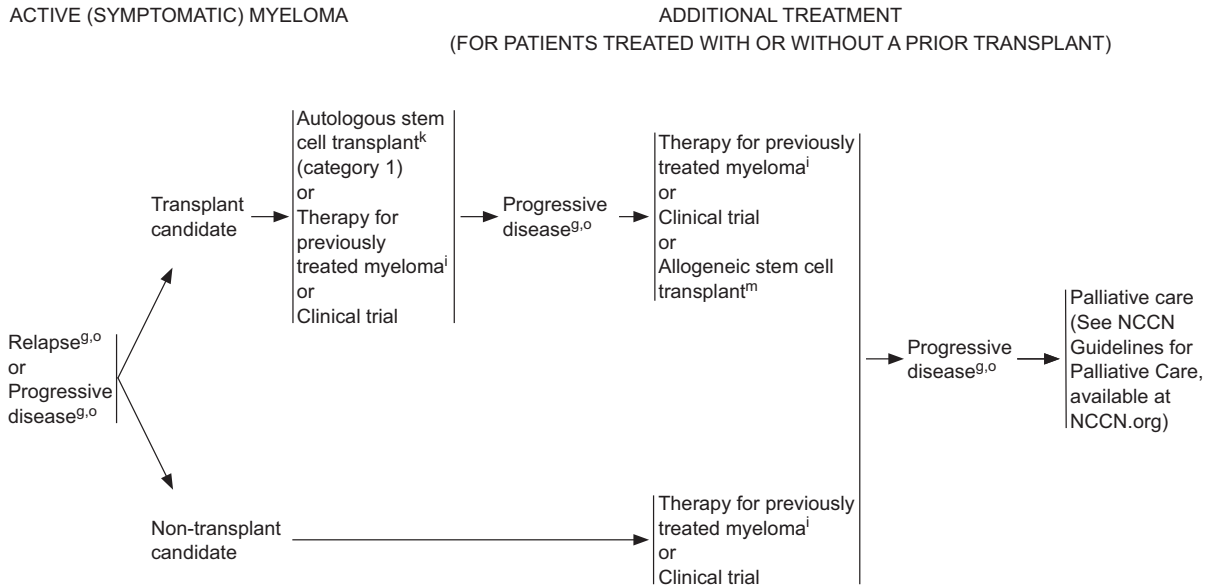 ACTIVE (SYMPTOMATIC) MYELOMA
ADDITIONAL TREATMENT
(FOR PATIENTS TREATED WITH OR WITHOUT A PRIOR TRANSPLANT)
Relapseg,o
or
Progressive
diseaseg,o
Transplant
candidate
Autologous stem
cell transplantk
(category 1)
or
Therapy for
previously
treated myelomai
or
Clinical trial
Progressive
diseaseg,o
Therapy for previously
treated myelomai
or
Clinical trial
or
Allogeneic stem cell
transplantm
Non-transplant
candidate
Therapy for previously
treated myelomai
or
Clinical trial
Progressive
diseaseg,o
Palliative care
(See NCCN
Guidelines for
Palliative Care,
available at
NCCN.org)